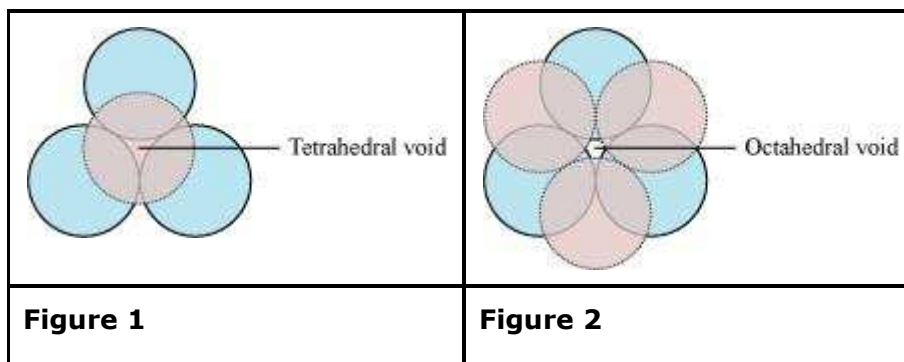 Tetrahedral void
Octahedral void
Figure 1
Figure 2